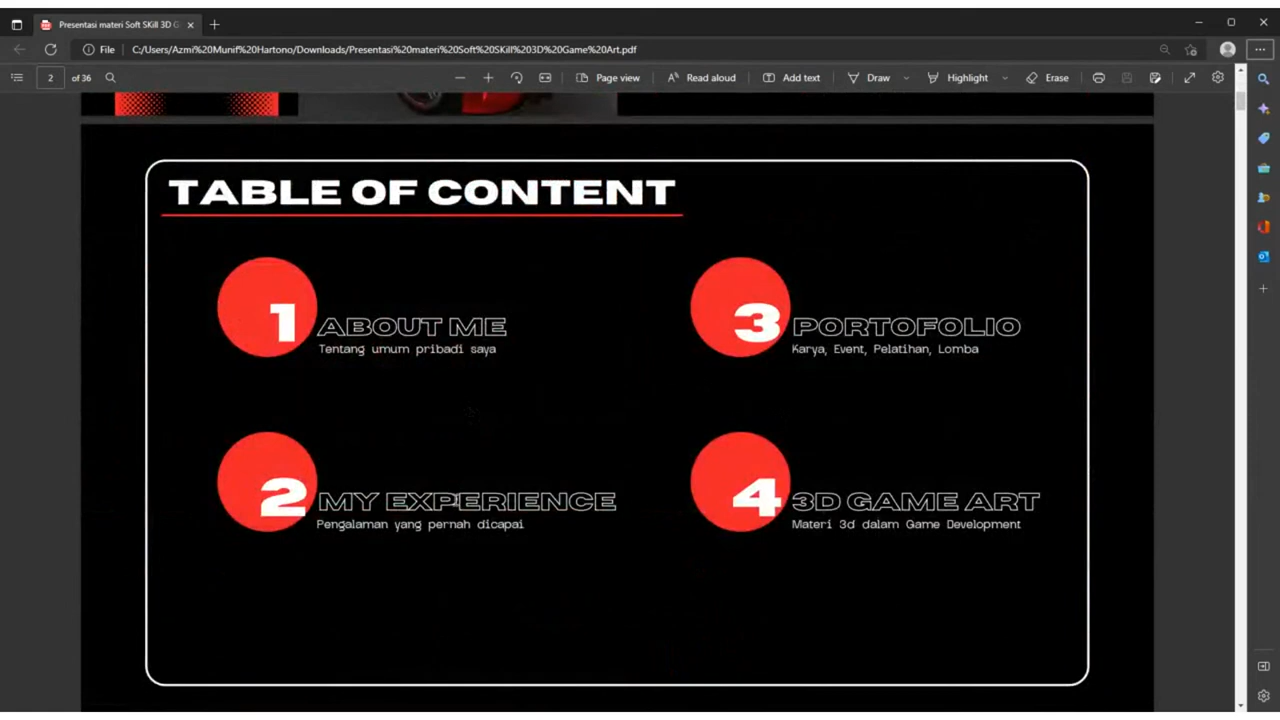 Presentasi materi Soft SKill 3D G
File
C:/Users/Azmi%20Munif%20Hartono/Downloads/Presentasi%20materi%20Soft%20SKill%203D%20Game%20Art.pdf
2 of 36
Page view
Read aloud
Add text
Draw
Highlight
Erase
TABLE OF CONTENT
1 ABOUT ME
Tentang umum pribadi saya
3 PORTOFOLIO
Karya, Event, Pelatihan, Lomba
2 MY EXPERIENCE
Pengalaman yang pernah dicapai
4 3D GAME ART
Materi 3d dalam Game Development